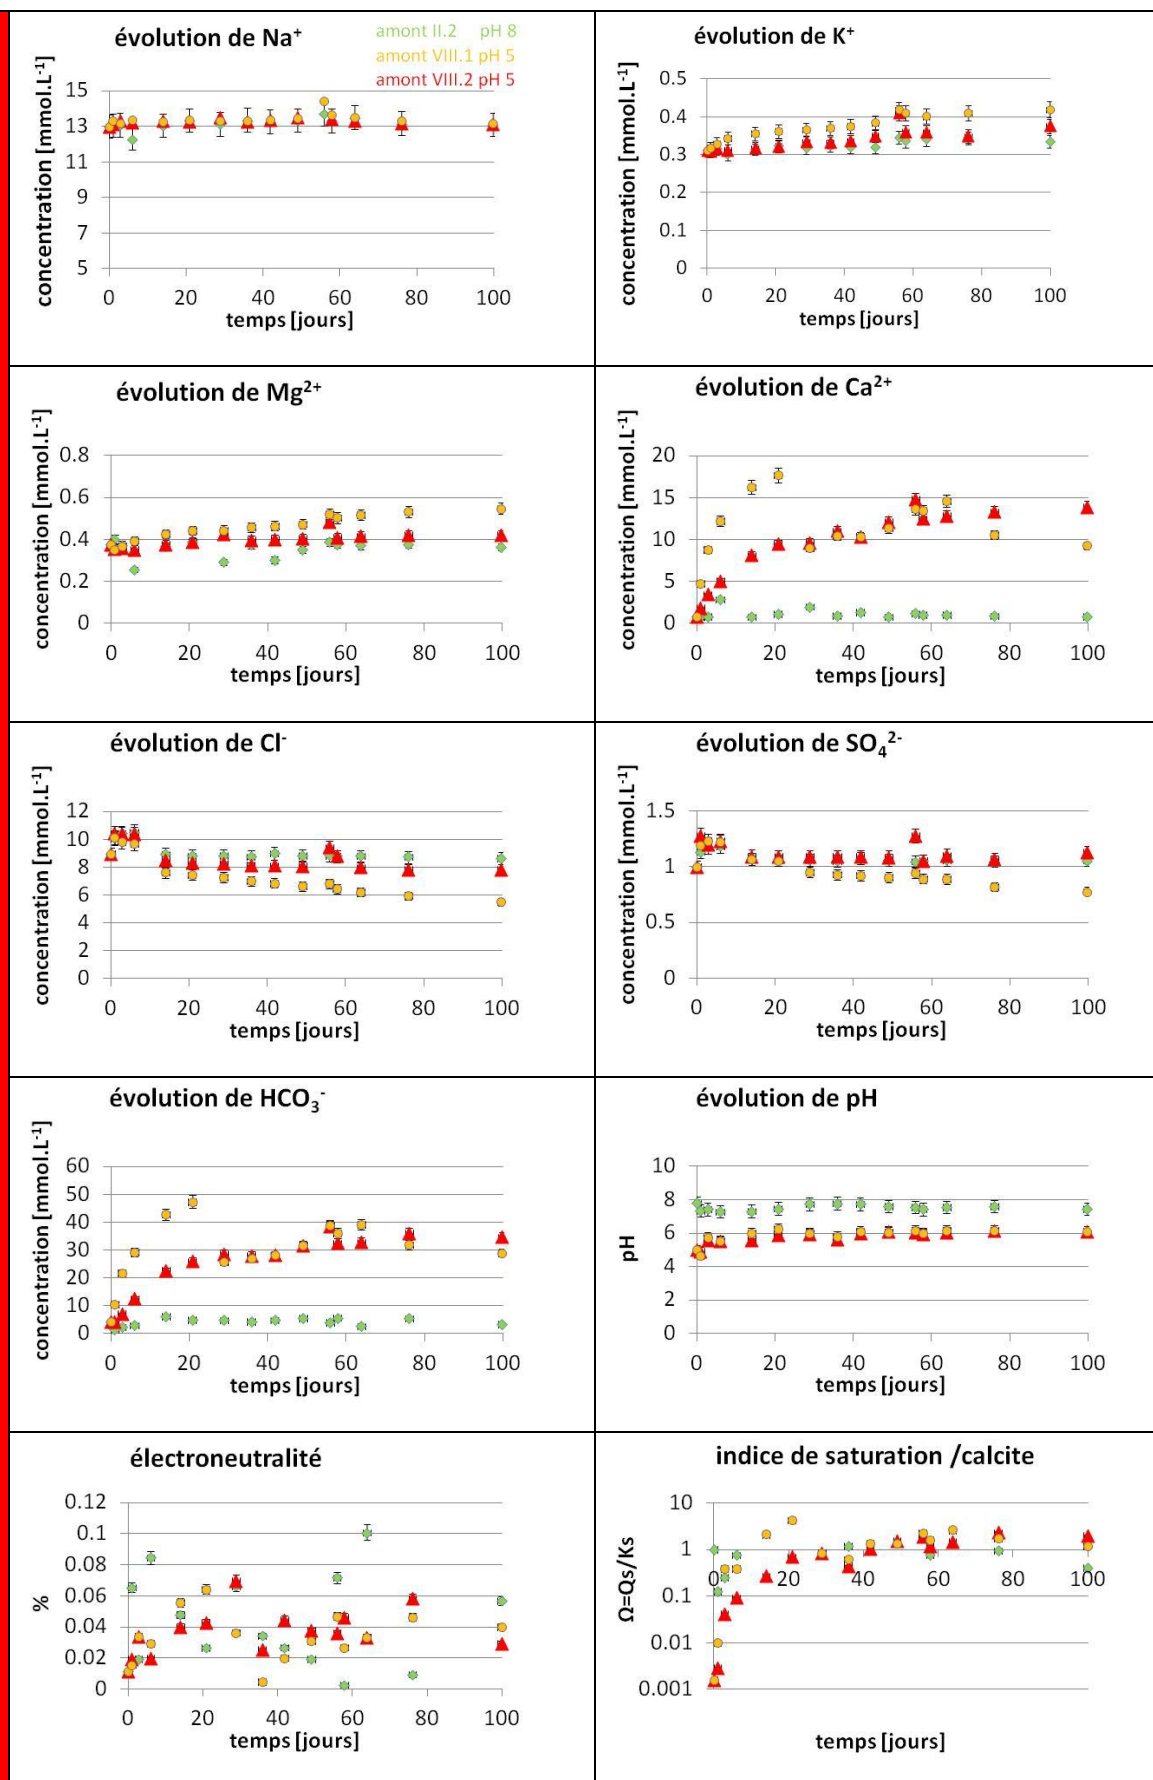 évolution de Na⁺
amont II.2 pH 8
amont VIII.1 pH 5
amont VIII.2 pH 5
concentration [mmol.L⁻¹]
15
13
11
9
7
5
0 20 40 60 80 100
temps [jours]
évolution de K⁺
concentration [mmol.L⁻¹]
0.5
0.4
0.3
0.2
0.1
0
0 20 40 60 80 100
temps [jours]
évolution de Mg²⁺
concentration [mmol.L⁻¹]
0.8
0.6
0.4
0.2
0
0 20 40 60 80 100
temps [jours]
évolution de Ca²⁺
concentration [mmol.L⁻¹]
20
15
10
5
0
0 20 40 60 80 100
temps [jours]
évolution de Cl⁻
concentration [mmol.L⁻¹]
12
10
8
6
4
2
0
0 20 40 60 80 100
temps [jours]
évolution de SO₄²⁻
concentration [mmol.L⁻¹]
1.5
1
0.5
0
0 20 40 60 80 100
temps [jours]
évolution de HCO₃⁻
concentration [mmol.L⁻¹]
60
50
40
30
20
10
0
0 20 40 60 80 100
temps [jours]
évolution de pH
pH
10
8
6
4
2
0
0 20 40 60 80 100
temps [jours]
électroneutralité
%
0.12
0.1
0.08
0.06
0.04
0.02
0
0 20 40 60 80 100
temps [jours]
indice de saturation /calcite
Ω=Qs/Ks
10
1
0.1
0.01
0.001
0 20 40 60 80 100
temps [jours]